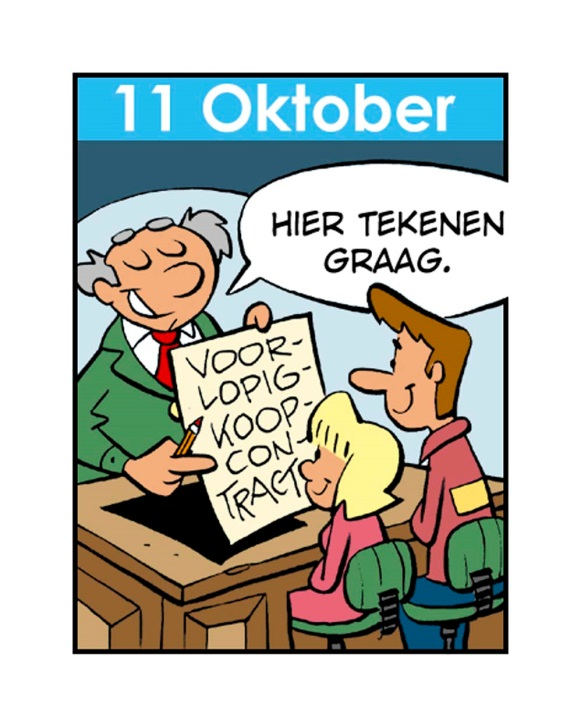 11 Oktober
HIER TEKENEN
GRAAG.
VOOR-
LOPIG-
KOOP-
CON-
TRACT